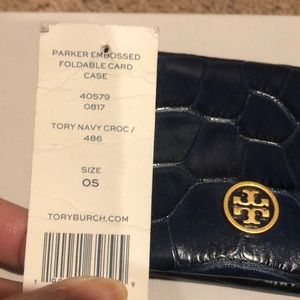 PARKER EMBOSSED
FOLDABLE CARD
CASE
40579
0817
TORY NAVY CROC /
486
SIZE
OS
TORYBURCH.COM